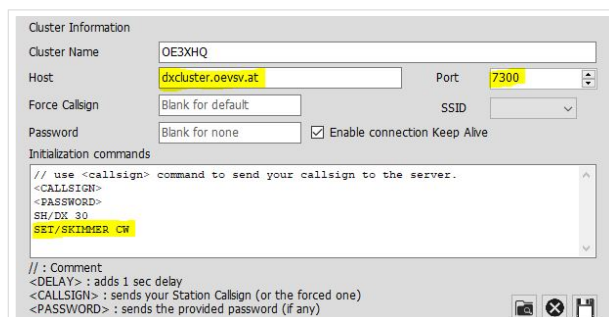 Cluster Information
Cluster Name OE3XHQ
Host dxcluster.oevsv.at Port 7300
Force Callsign Blank for default SSID
Password Blank for none Enable connection Keep Alive
Initialization commands
// use <callsign> command to send your callsign to the server.
<CALLSIGN>
<PASSWORD>
SH/DX 30
SET/SKIMMER CW
// : Comment
<DELAY> : adds 1 sec delay
<CALLSIGN> : sends your Station Callsign (or the forced one)
<PASSWORD> : sends the provided password (if any)